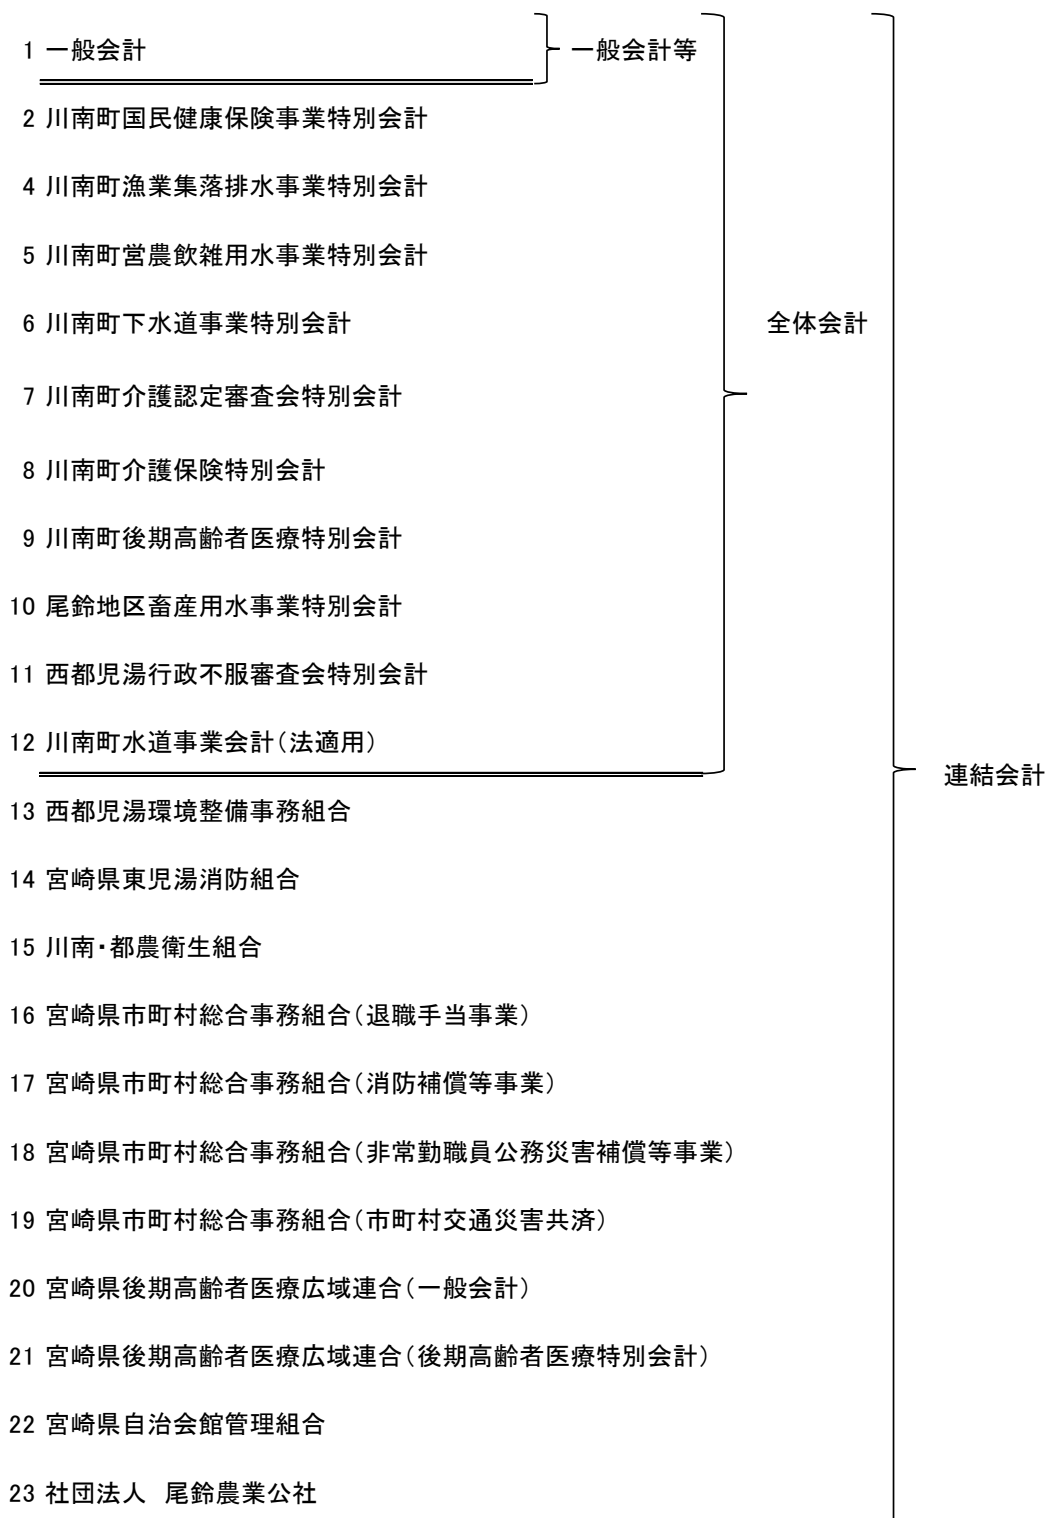 1 一般会計 一般会計等
2 川南町国民健康保険事業特別会計
4 川南町漁業集落排水事業特別会計
5 川南町営農飲雑用水事業特別会計
6 川南町下水道事業特別会計 全体会計
7 川南町介護認定審査会特別会計
8 川南町介護保険特別会計
9 川南町後期高齢者医療特別会計
10 尾鈴地区畜産用水事業特別会計
11 西都児湯行政不服審査会特別会計
12 川南町水道事業会計（法適用）
連結会計
13 西都児湯環境整備事務組合
14 宮崎県東児湯消防組合
15 川南・都農衛生組合
16 宮崎県市町村総合事務組合（退職手当事業）
17 宮崎県市町村総合事務組合（消防補償等事業）
18 宮崎県市町村総合事務組合（非常勤職員公務災害補償等事業）
19 宮崎県市町村総合事務組合（市町村交通災害共済）
20 宮崎県後期高齢者医療広域連合（一般会計）
21 宮崎県後期高齢者医療広域連合（後期高齢者医療特別会計）
22 宮崎県自治会館管理組合
23 社団法人　尾鈴農業公社